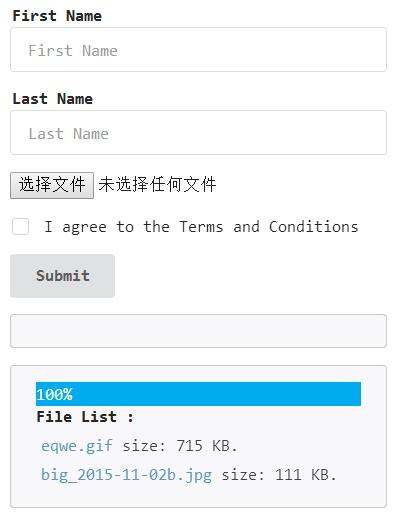 First Name
First Name
Last Name
Last Name
选择文件 未选择任何文件
I agree to the Terms and Conditions
Submit
100%
File List :
eqwe.gif size: 715 KB.
big_2015-11-02b.jpg size: 111 KB.